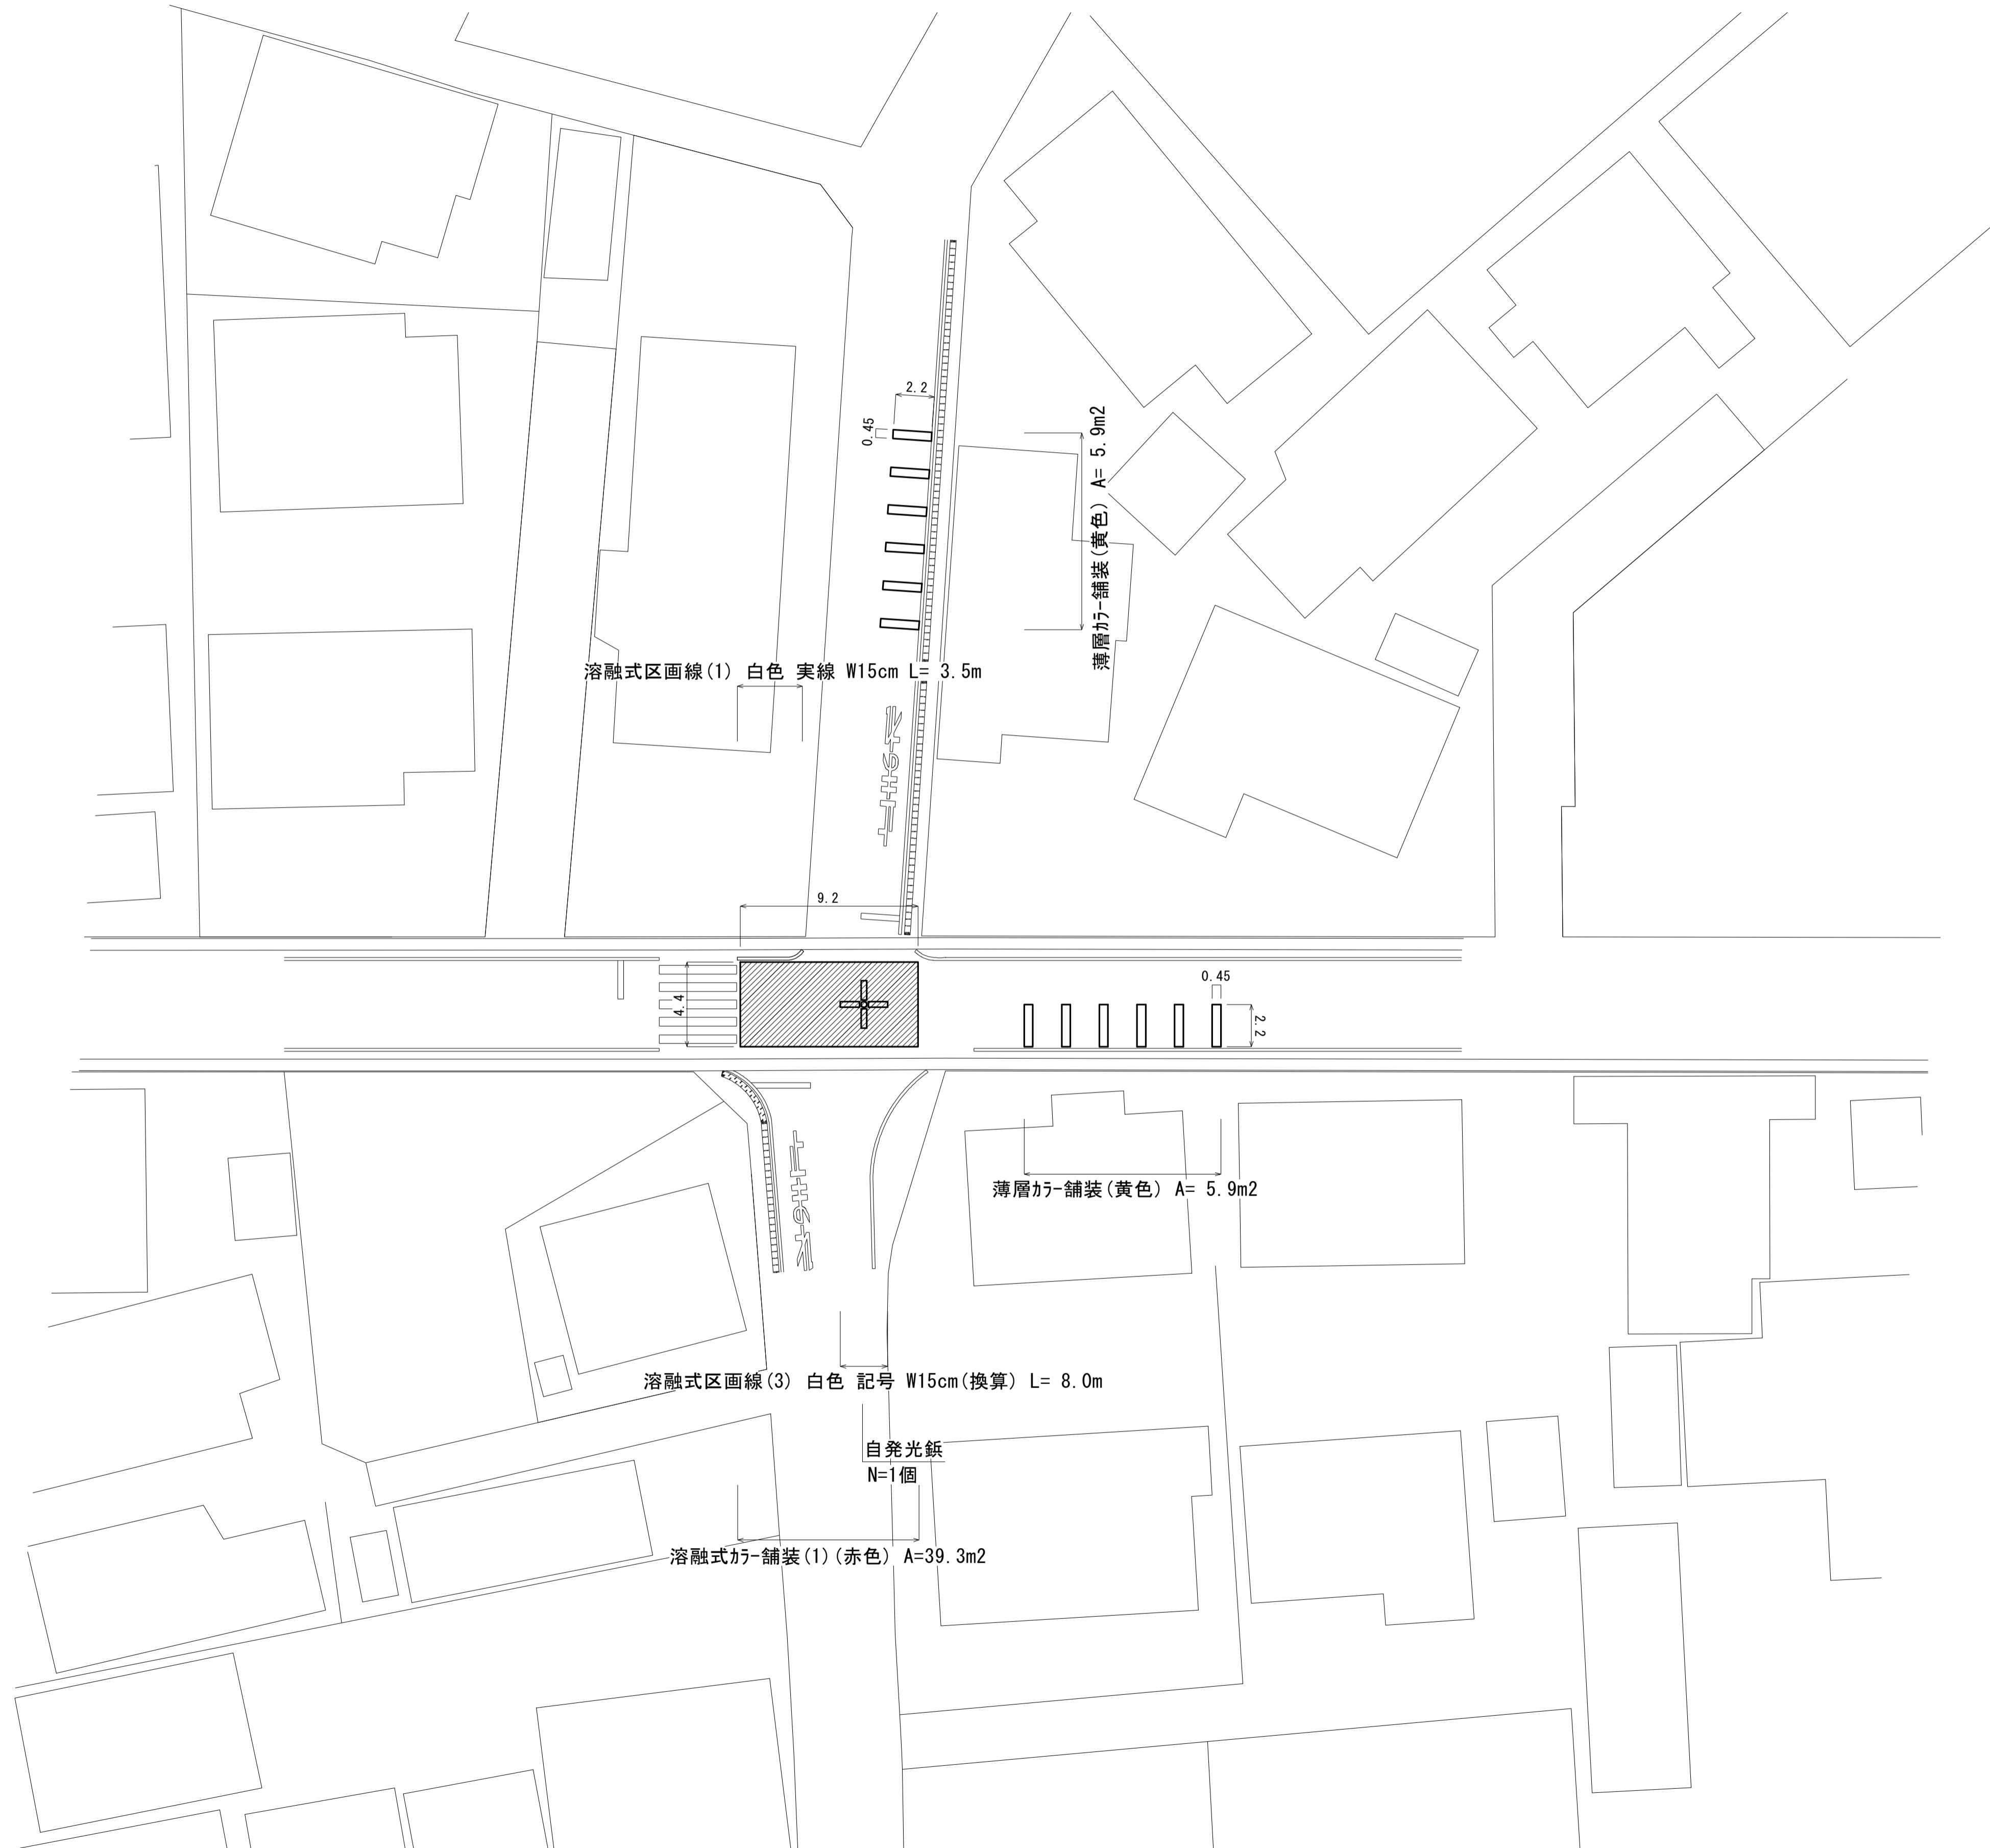 2.2
0.45
薄層ｶﾗｰ舗装(黄色) A= 5.9m2
溶融式区画線(1) 白色 実線 W15cm L= 3.5m
止まれ
9.2
4.4
0.45
2.2
止まれ
薄層ｶﾗｰ舗装(黄色) A= 5.9m2
溶融式区画線(3) 白色 記号 W15cm(換算) L= 8.0m
自発光鋲
N=1個
溶融式ｶﾗｰ舗装(1)(赤色) A=39.3m2